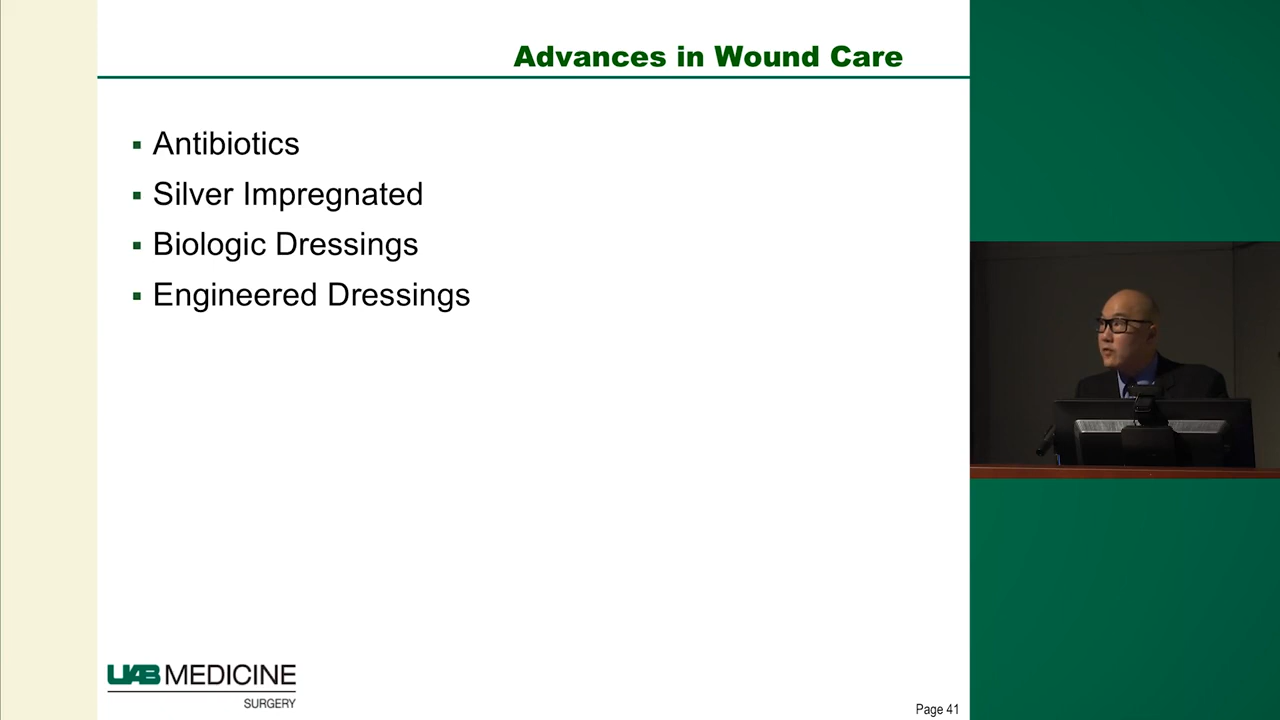 Advances in Wound Care
Antibiotics
Silver Impregnated
Biologic Dressings
Engineered Dressings
UAB MEDICINE
SURGERY
Page 41